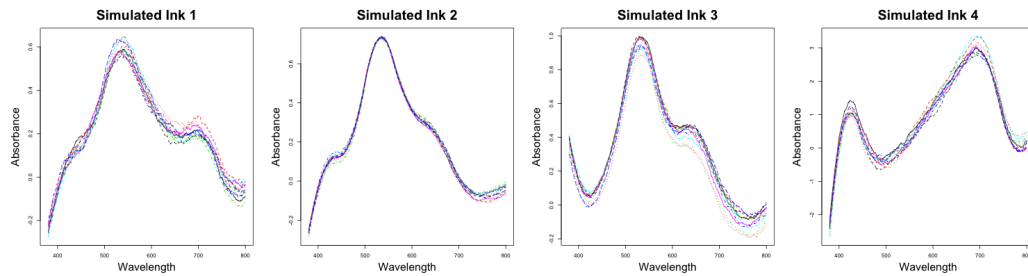 Simulated Ink 1
Absorbance
0.6
0.4
0.2
0.0
-0.2
400 500 600 700 800
Wavelength
Simulated Ink 2
Absorbance
0.6
0.4
0.2
0.0
-0.2
400 500 600 700 800
Wavelength
Simulated Ink 3
Absorbance
1.0
0.8
0.6
0.4
0.2
0.0
-0.2
400 500 600 700 800
Wavelength
Simulated Ink 4
Absorbance
3
2
1
0
-1
-2
400 500 600 700 800
Wavelength